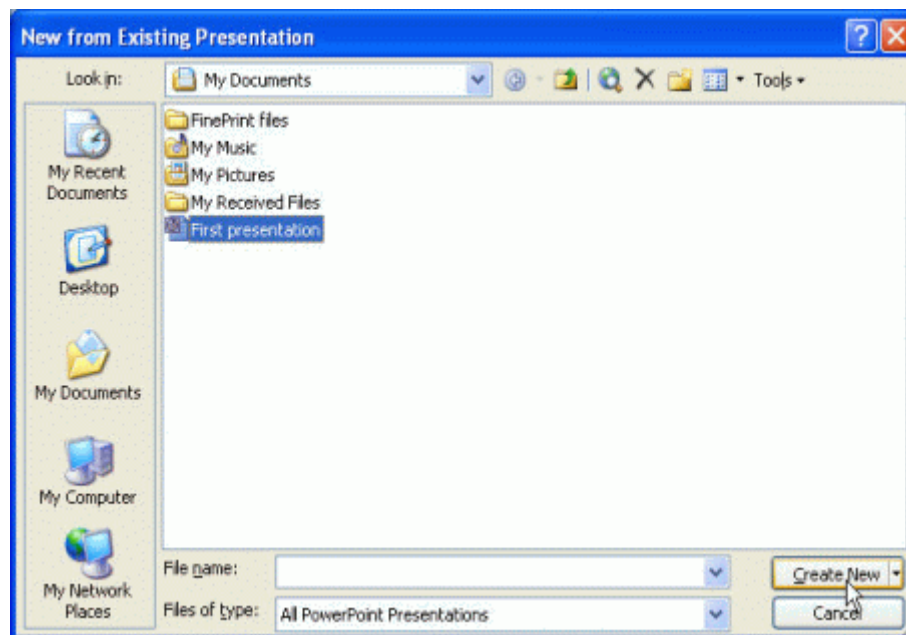 New from Existing Presentation
Look in:
My Documents
Tools
FinePrint files
My Music
My Pictures
My Received Files
First presentation
My Recent
Documents
Desktop
My Documents
My Computer
My Network
Places
File name:
Create New
Files of type:
All PowerPoint Presentations
Cancel